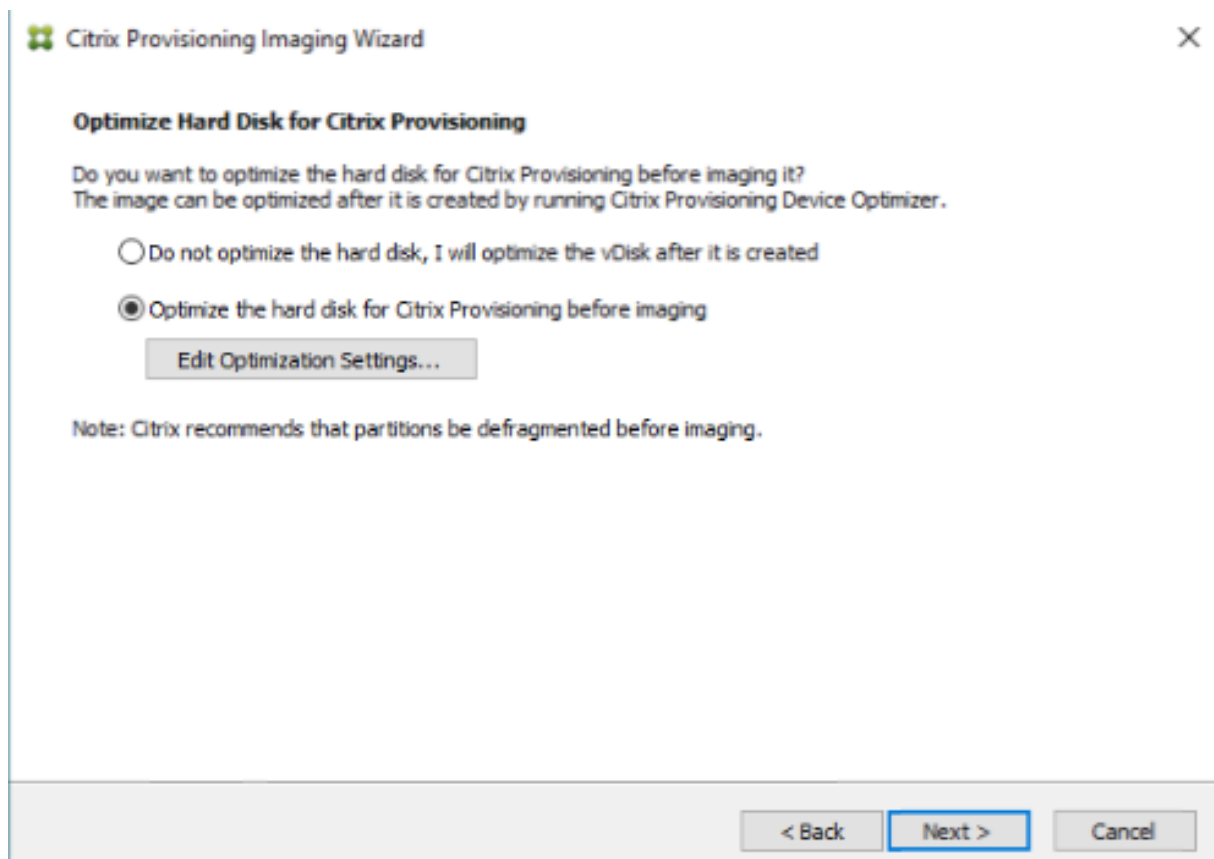 Citrix Provisioning Imaging Wizard
Optimize Hard Disk for Citrix Provisioning
Do you want to optimize the hard disk for Citrix Provisioning before imaging it?
The image can be optimized after it is created by running Citrix Provisioning Device Optimizer.
Do not optimize the hard disk, I will optimize the vDisk after it is created
Optimize the hard disk for Citrix Provisioning before imaging
Edit Optimization Settings...
Note: Citrix recommends that partitions be defragmented before imaging.
< Back Next > Cancel